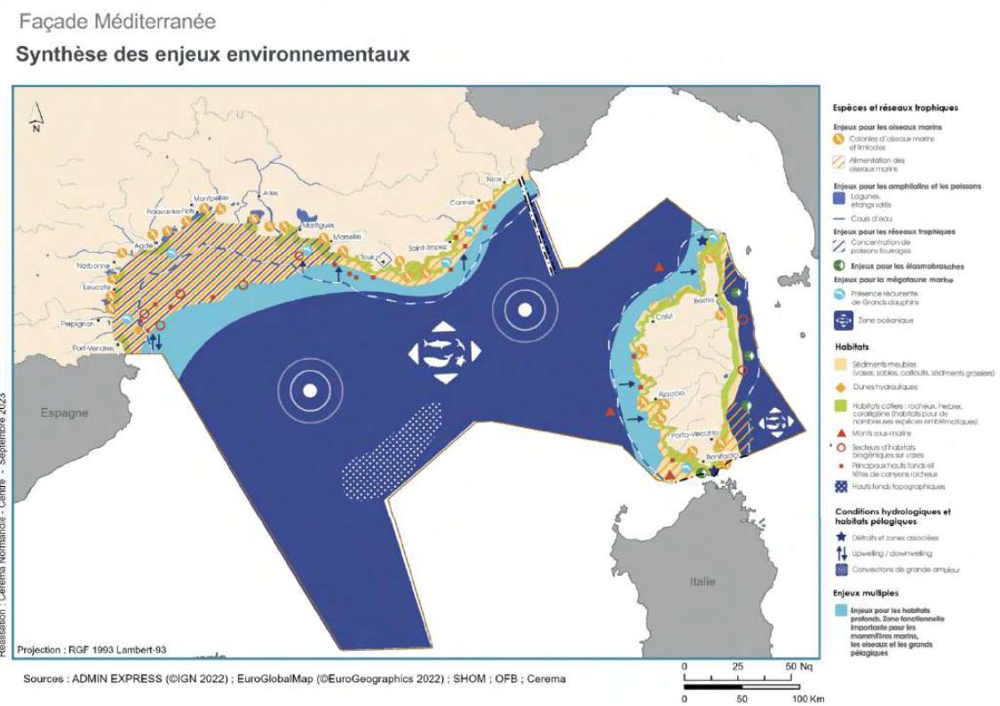 Façade Méditerranée
Synthèse des enjeux environnementaux
N
Nice
Cannes
Montpellier
Arles
Palavas-les-Flots
Martigues
Agde
Marseille
Saint-Tropez
Toulon
Narbonne
Leucate
Perpignan
Port-Vendres
Bastia
Calvi
Ajaccio
Porto-Vecchio
Bonifacio
Espagne
Italie
Réalisation : Cerema Normandie - Centre - Septembre 2023
Projection : RGF 1993 Lambert-93
Sources : ADMIN EXPRESS (©IGN 2022) ; EuroGlobalMap (©EuroGeographics 2022) ; SHOM ; OFB ; Cerema
Espèces et réseaux trophiques
Enjeux pour les oiseaux marins
Colonies d'oiseaux marins
et limicoles
Alimentation des
oiseaux marins
Enjeux pour les amphihalins et les poissons
Lagunes,
étangs salés
Cours d'eau
Enjeux pour les réseaux trophiques
Concentration de
poissons fourrages
Enjeux pour les élasmobranches
Enjeux pour la mégafaune marine
Présence récurrente
de Grands dauphins
Zone océanique
Habitats
Sédiments meubles
(vases, sables, cailloutis, sédiments grossiers)
Dunes hydrauliques
Habitats côtiers : rocheux, herbier,
coralligène (habitats pour de
nombreuses espèces emblématiques)
Monts sous-marins
Secteurs d'habitats
biogéniques sur vases
Principaux hauts fonds et
têtes de canyons rocheux
Hauts fonds topographiques
Conditions hydrologiques et
habitats pélagiques
Détroits et zones associées
Upwelling / downwelling
Convections de grande ampleur
Enjeux multiples
Enjeux pour les habitats
profonds. Zone fonctionnelle
importante pour les
mammifères marins,
les oiseaux et les grands
pélagiques
0 25 50 Nq
0 50 100 Km